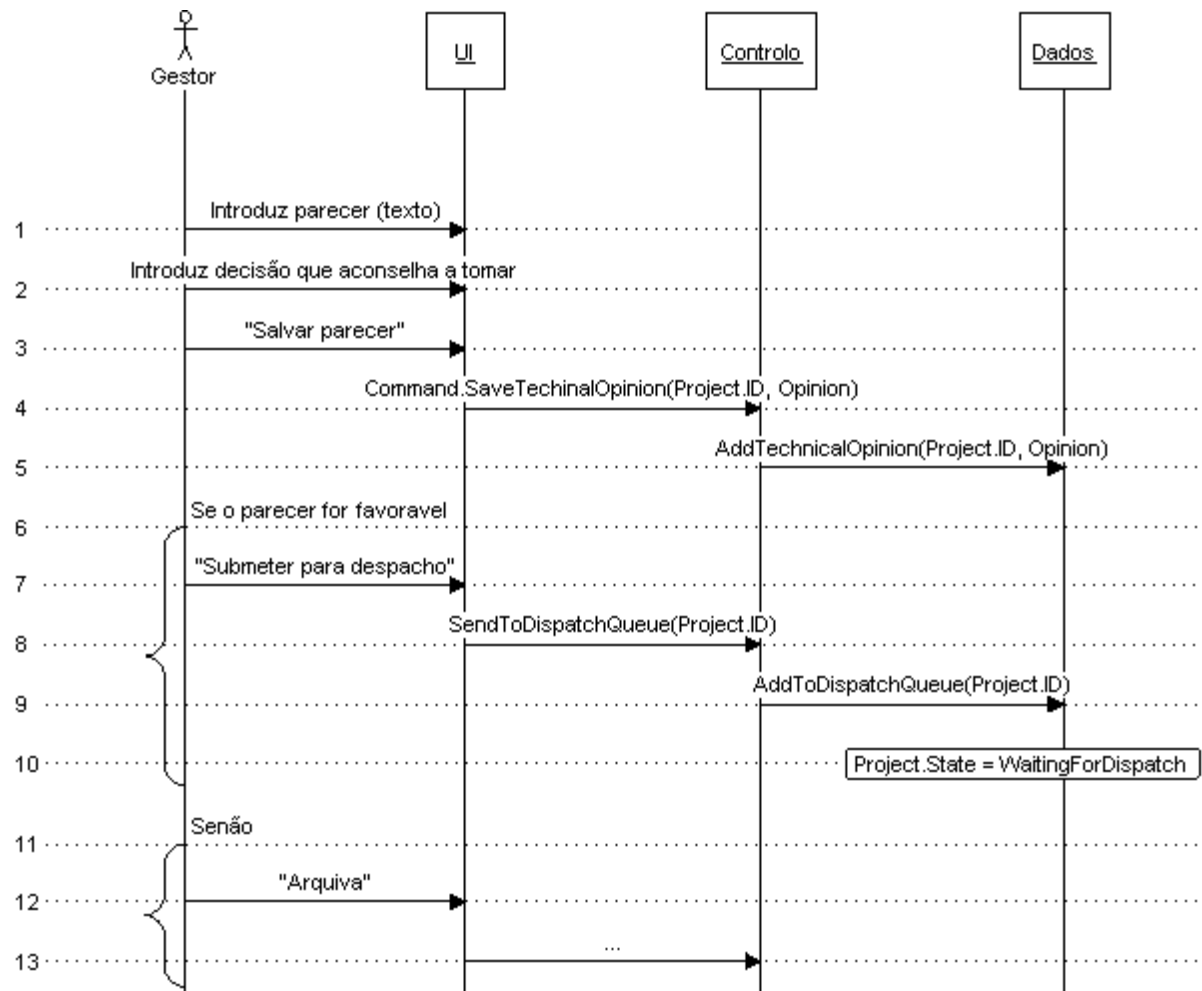 Gestor
UI
Controlo
Dados
1
Introduz parecer (texto)
2
Introduz decisão que aconselha a tomar
3
"Salvar parecer"
4
Command.SaveTechinalOpinion(Project.ID, Opinion)
5
AddTechnicalOpinion(Project.ID, Opinion)
6
Se o parecer for favoravel
7
"Submeter para despacho"
8
SendToDispatchQueue(Project.ID)
9
AddToDispatchQueue(Project.ID)
10
Project.State = WaitingForDispatch
11
Senão
12
"Arquiva"
13
...